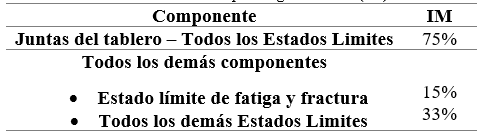 Componente IM
Juntas del tablero – Todos los Estados Limites 75%
Todos los demás componentes
• Estado límite de fatiga y fractura 15%
• Todos los demás Estados Limites 33%